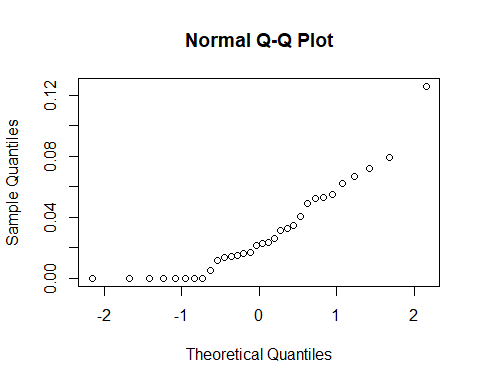 Normal Q-Q Plot
Sample Quantiles
0.12
0.08
0.04
0.00
-2 -1 0 1 2
Theoretical Quantiles